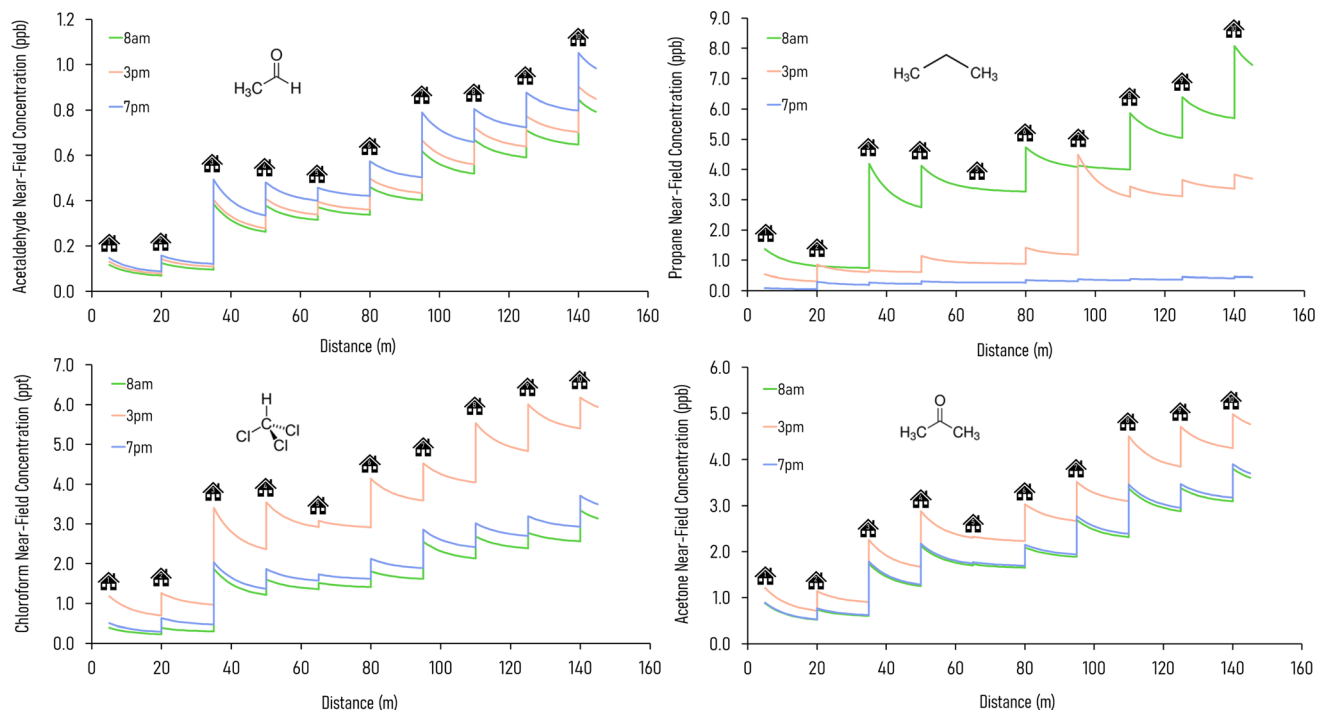 Acetaldehyde Near-Field Concentration (ppb)
1.2
1.0
0.8
0.6
0.4
0.2
0.0
8am
3pm
7pm
O
H₃C
H
0 20 40 60 80 100 120 140 160
Distance (m)
Propane Near-Field Concentration (ppb)
9.0
8.0
7.0
6.0
5.0
4.0
3.0
2.0
1.0
0.0
8am
3pm
7pm
H₃C CH₃
0 20 40 60 80 100 120 140 160
Distance (m)
Chloroform Near-Field Concentration (ppt)
7.0
6.0
5.0
4.0
3.0
2.0
1.0
0.0
8am
3pm
7pm
H
C
Cl Cl
Cl
0 20 40 60 80 100 120 140 160
Distance (m)
Acetone Near-Field Concentration (ppb)
6.0
5.0
4.0
3.0
2.0
1.0
0.0
8am
3pm
7pm
O
H₃C CH₃
0 20 40 60 80 100 120 140 160
Distance (m)